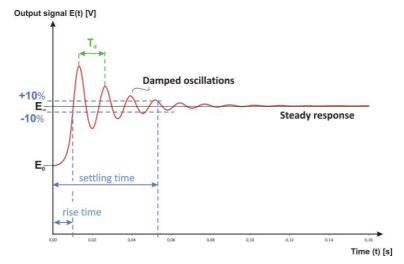 Output signal E(t) [V]
Td
Damped oscillations
+10%
E∞
-10%
Steady response
E0
settling time
rise time
0,00 0,02 0,04 0,06 0,08 0,10 0,12 0,14 0,16
Time (t) [s]